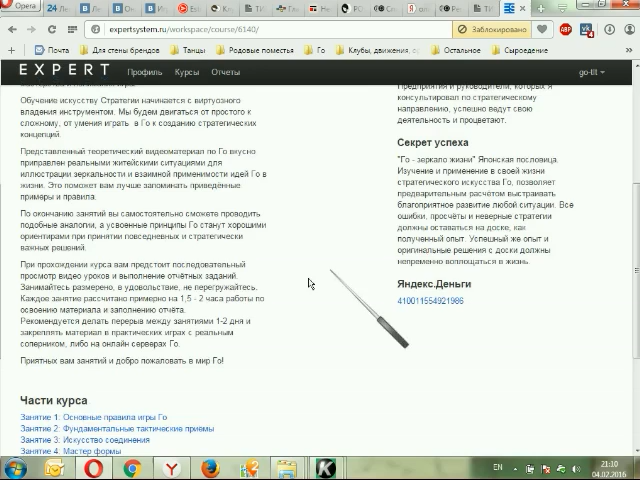 Opera
24
expertsystem.ru/workspace/course/6140/
Заблокировано
Почта
Для стены брендов
Танцы
Родовые поместья
Го
Клубы, движения, о
Остальное
Сыроедение
EXPERT
Профиль
Курсы
Отчеты
go-tlt
Обучение искусству Стратегии начинается с виртуозного
владения инструментом. Мы будем двигаться от простого к
сложному, от умения играть в Го к созданию стратегических
концепций.
Представленный теоретический видеоматериал по Го вкусно
приправлен реальными житейскими ситуациями для
иллюстрации зеркальности и взаимной применимости идей Го в
жизни. Это поможет вам лучше запоминать приведённые
примеры и правила.
По окончанию занятий вы самостоятельно сможете проводить
подобные аналогии, а усвоенные принципы Го станут хорошими
ориентирами при принятии повседневных и стратегически
важных решений.
При прохождении курса вам предстоит последовательный
просмотр видео уроков и выполнение отчётных заданий.
Занимайтесь размерено, в удовольствие, не перегружайтесь.
Каждое занятие рассчитано примерно на 1,5 - 2 часа работы по
освоению материала и заполнению отчёта.
Рекомендуется делать перерыв между занятиями 1-2 дня и
закреплять материал в практических играх с реальным
соперником, либо на онлайн серверах Го.
Приятных вам занятий и добро пожаловать в мир Го!
Части курса
Занятие 1: Основные правила игры Го
Занятие 2: Фундаментальные тактические приемы
Занятие 3: Искусство соединения
Занятие 4: Мастер формы
Предприятия и руководители, которых я
консультировал по стратегическому
направлению, успешно ведут свою
деятельность и процветают.
Секрет успеха
"Го - зеркало жизни" Японская пословица.
Изучение и применение в своей жизни
стратегического искусства Го, позволяет
предварительным расчётом выстраивать
благоприятное развитие любой ситуации. Все
ошибки, просчёты и неверные стратегии
должны оставаться на доске, как
полученный опыт. Успешный же опыт и
оригинальные решения с доски должны
непременно воплощаться в жизнь.
Яндекс.Деньги
410011554921986
EN
21:10
04.02.2016